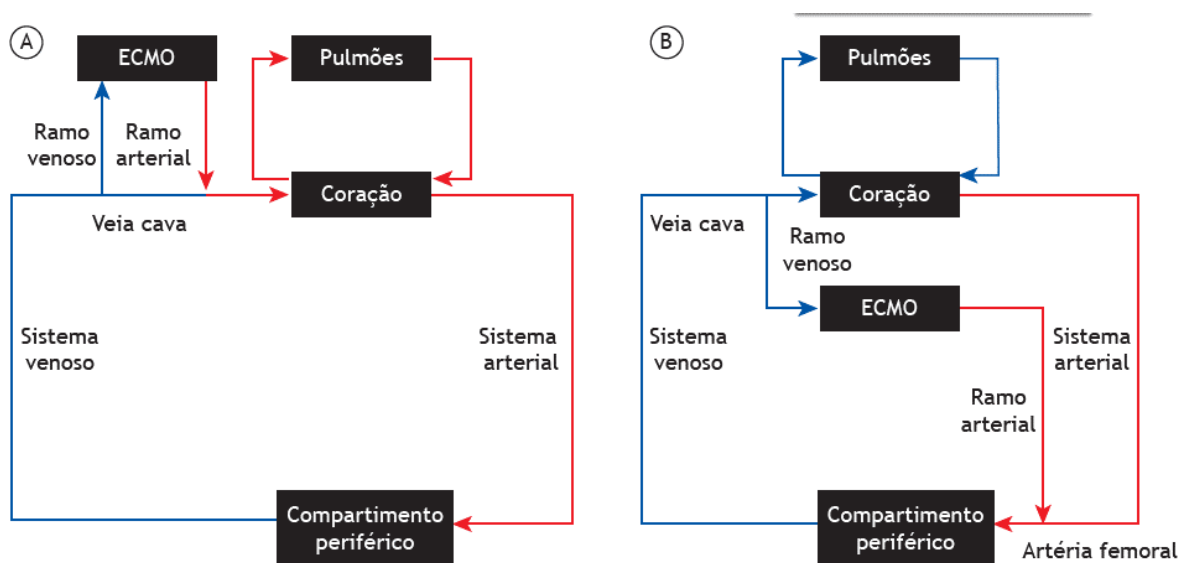 A
ECMO
Pulmões
Ramo
venoso
Ramo
arterial
Coração
Veia cava
Sistema
venoso
Sistema
arterial
Compartimento
periférico
B
Pulmões
Coração
Veia cava
Ramo
venoso
ECMO
Sistema
venoso
Sistema
arterial
Ramo
arterial
Compartimento
periférico
Artéria femoral